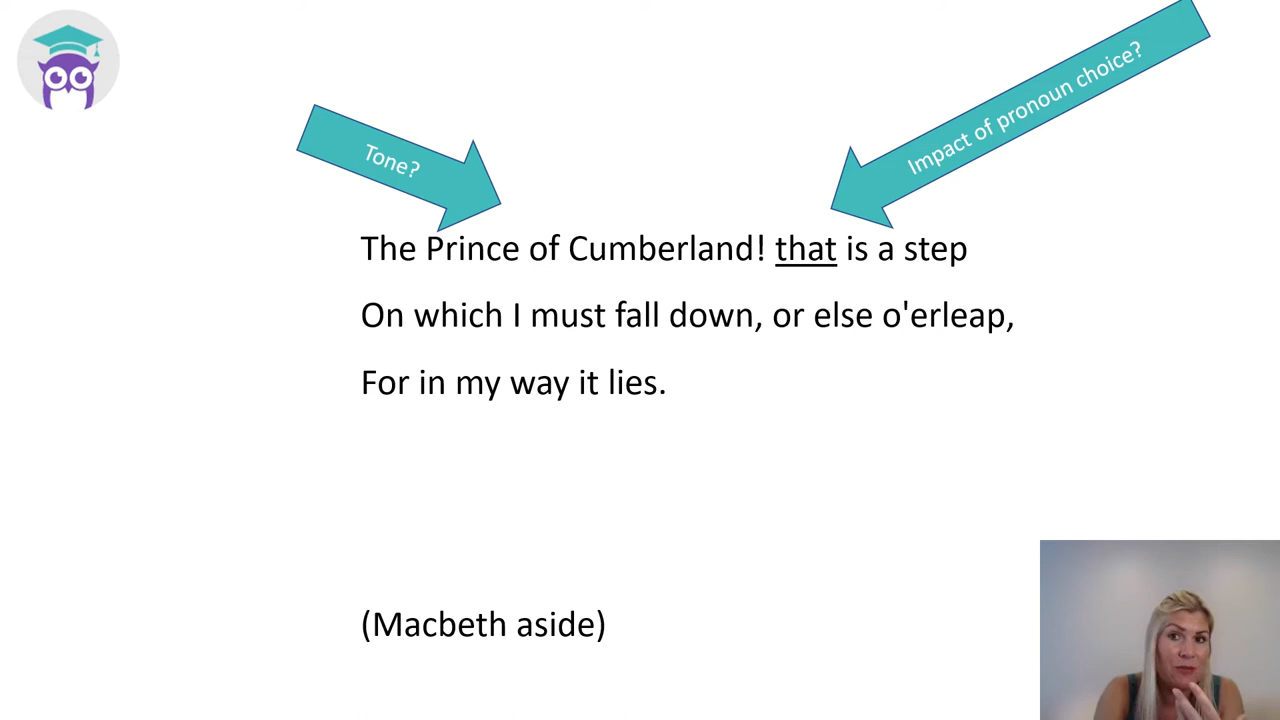 Impact of pronoun choice?
Tone?
The Prince of Cumberland! that is a step
On which I must fall down, or else o'erleap,
For in my way it lies.
(Macbeth aside)